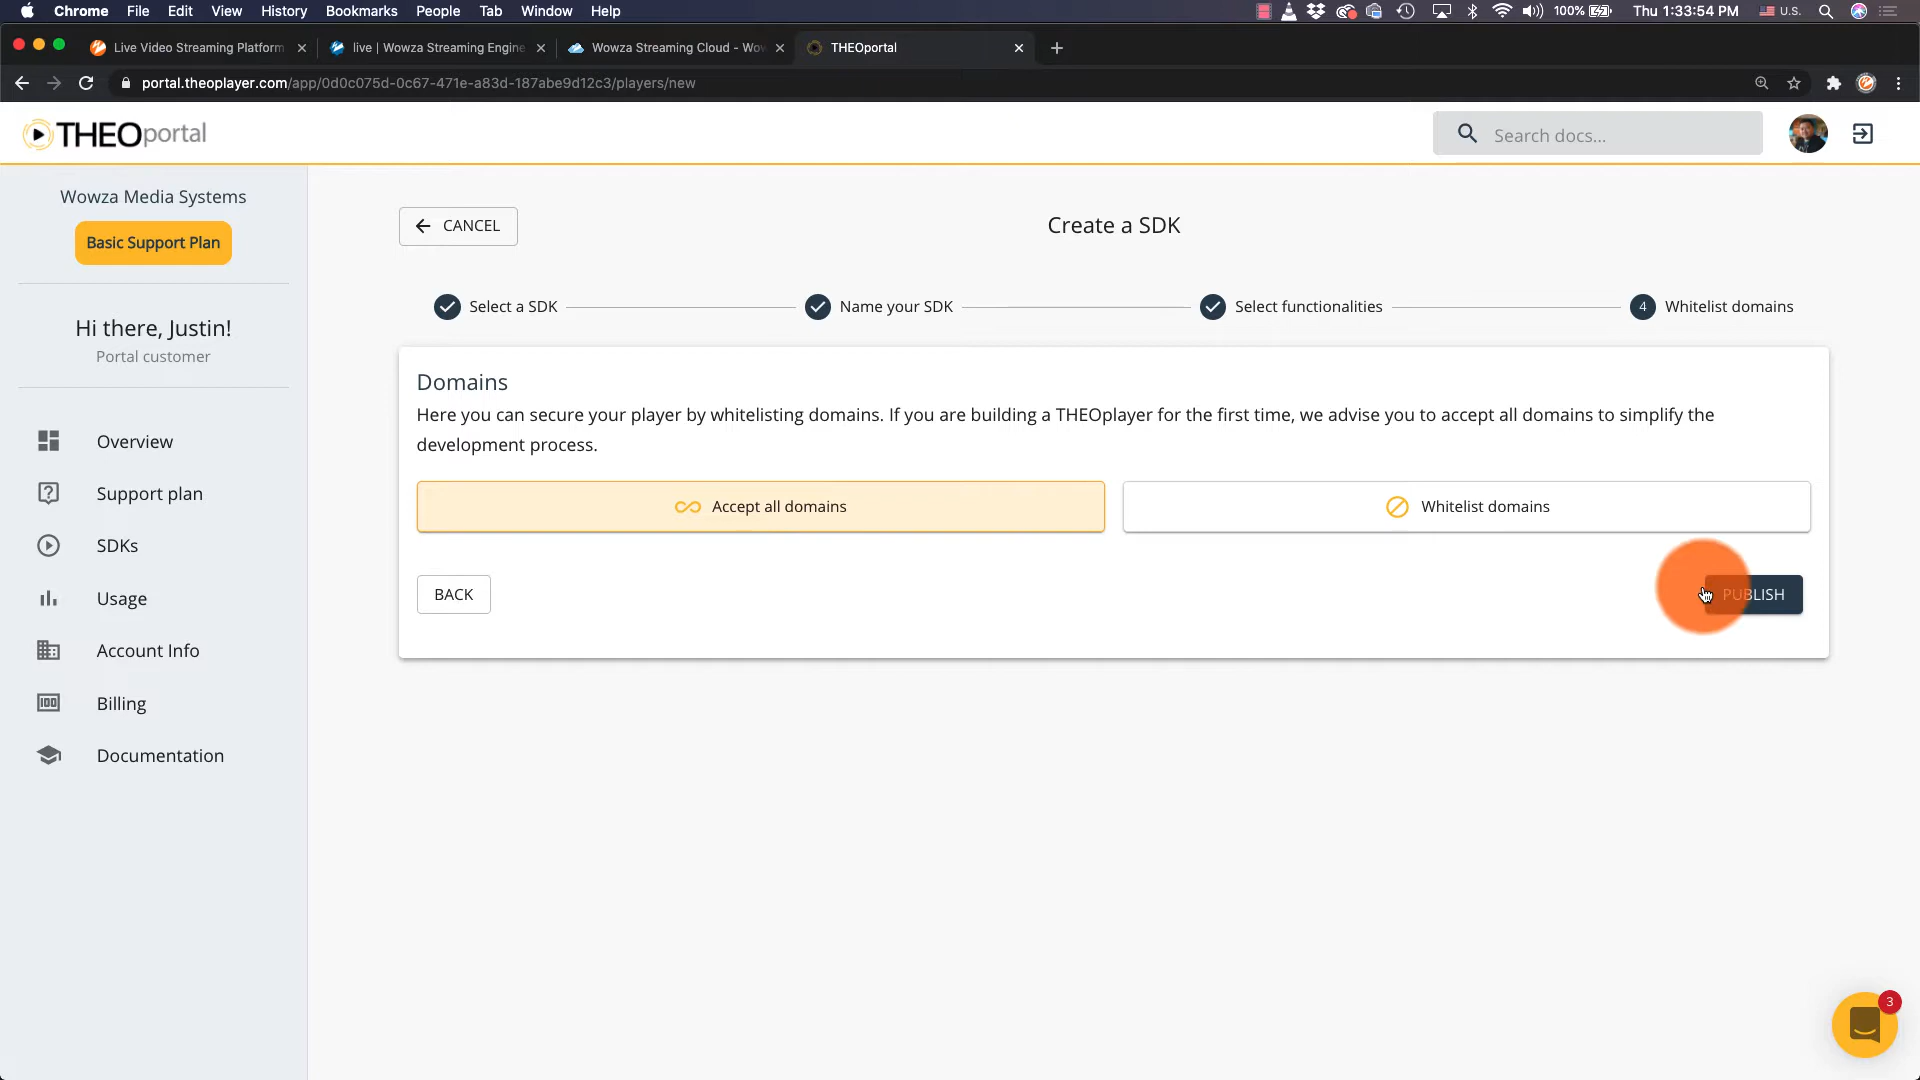 Chrome File Edit View History Bookmarks People Tab Window Help 100% Thu 1:33:54 PM U.S.
Live Video Streaming Platform live | Wowza Streaming Engine Wowza Streaming Cloud - Wow THEOportal
portal.theoplayer.com/app/0d0c075d-0c67-471e-a83d-187abe9d12c3/players/new
THEOportal
Search docs...
Wowza Media Systems
Basic Support Plan
Hi there, Justin!
Portal customer
Overview
Support plan
SDKs
Usage
Account Info
Billing
Documentation
CANCEL
Create a SDK
Select a SDK Name your SDK Select functionalities 4 Whitelist domains
Domains
Here you can secure your player by whitelisting domains. If you are building a THEOplayer for the first time, we advise you to accept all domains to simplify the
development process.
Accept all domains Whitelist domains
BACK PUBLISH
3